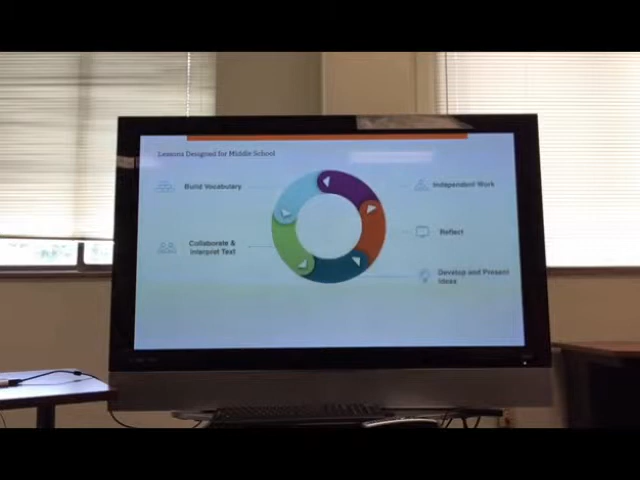 Lessons Designed for Middle School
Build Vocabulary
Independent Work
Collaborate &
Interpret Text
Reflect
Develop and Present
Ideas